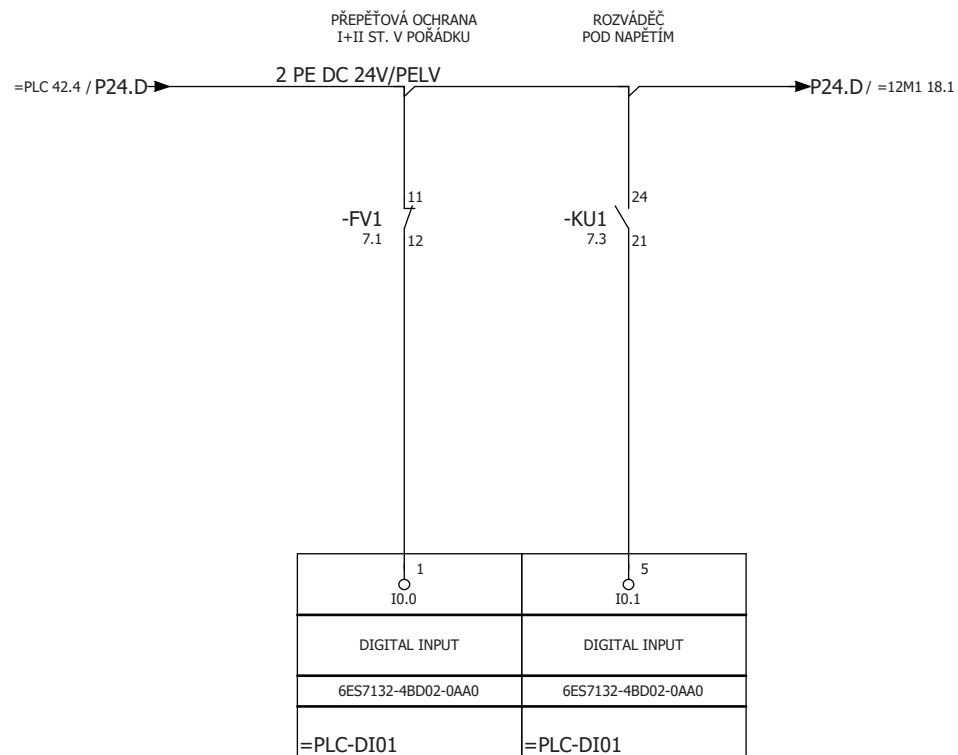 PŘEPĚŤOVÁ OCHRANA
I+II ST. V POŘÁDKU
ROZVÁDĚČ
POD NAPĚTÍM
=PLC 42.4 / P24.D
2 PE DC 24V/PELV
P24.D / =12M1 18.1
-FV1
7.1
11
12
-KU1
7.3
24
21
1
I0.0
5
I0.1
DIGITAL INPUT
DIGITAL INPUT
6ES7132-4BD02-0AA0
6ES7132-4BD02-0AA0
=PLC-DI01
=PLC-DI01